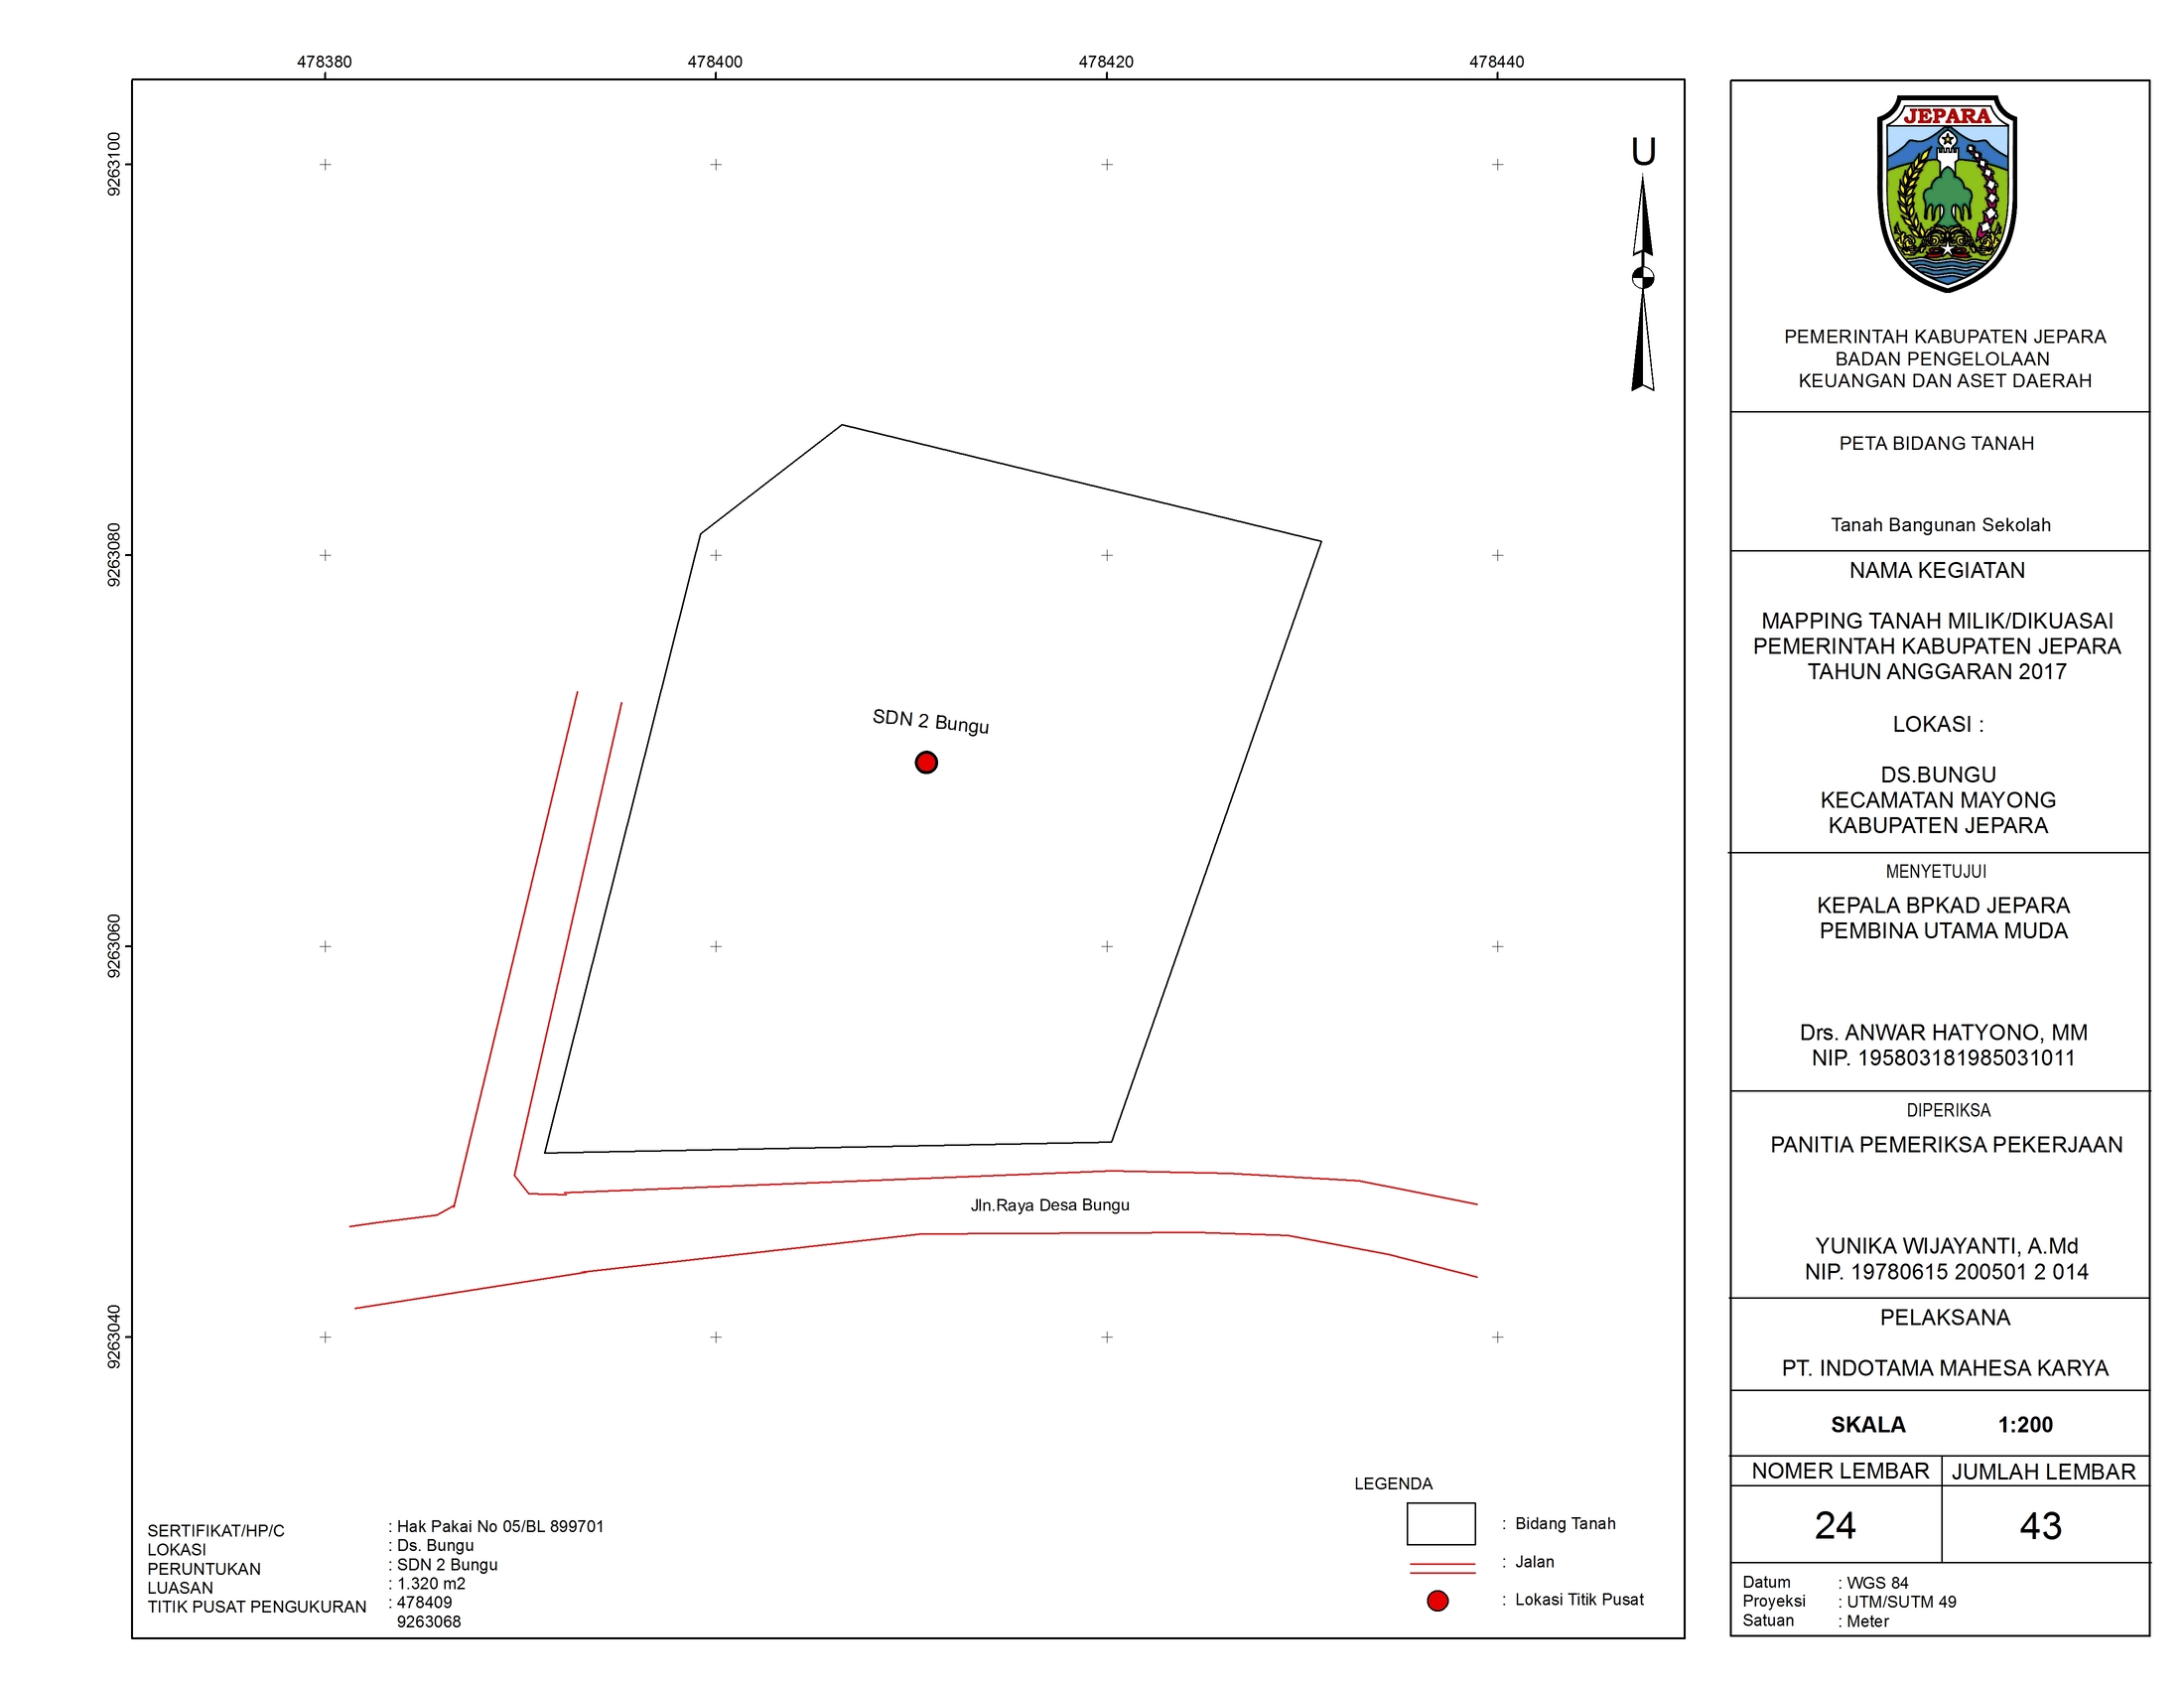 478380
478400
478420
478440
9263100
9263080
9263060
9263040
U
SDN 2 Bungu
Jln.Raya Desa Bungu
LEGENDA
: Bidang Tanah
: Jalan
: Lokasi Titik Pusat
SERTIFIKAT/HP/C : Hak Pakai No 05/BL 899701
LOKASI : Ds. Bungu
PERUNTUKAN : SDN 2 Bungu
LUASAN : 1.320 m2
TITIK PUSAT PENGUKURAN : 478409
9263068
JEPARA
PEMERINTAH KABUPATEN JEPARA
BADAN PENGELOLAAN
KEUANGAN DAN ASET DAERAH
PETA BIDANG TANAH
Tanah Bangunan Sekolah
NAMA KEGIATAN
MAPPING TANAH MILIK/DIKUASAI
PEMERINTAH KABUPATEN JEPARA
TAHUN ANGGARAN 2017
LOKASI :
DS.BUNGU
KECAMATAN MAYONG
KABUPATEN JEPARA
MENYETUJUI
KEPALA BPKAD JEPARA
PEMBINA UTAMA MUDA
Drs. ANWAR HATYONO, MM
NIP. 195803181985031011
DIPERIKSA
PANITIA PEMERIKSA PEKERJAAN
YUNIKA WIJAYANTI, A.Md
NIP. 19780615 200501 2 014
PELAKSANA
PT. INDOTAMA MAHESA KARYA
SKALA 1:200
NOMER LEMBAR JUMLAH LEMBAR
24 43
Datum : WGS 84
Proyeksi : UTM/SUTM 49
Satuan : Meter